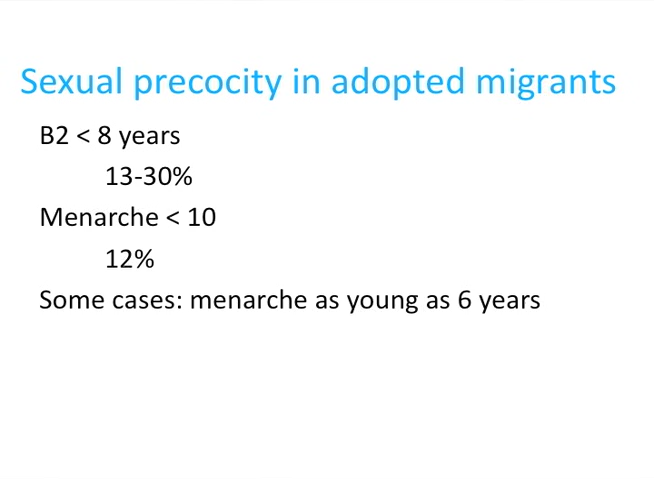 Sexual precocity in adopted migrants
B2 < 8 years
13-30%
Menarche < 10
12%
Some cases: menarche as young as 6 years